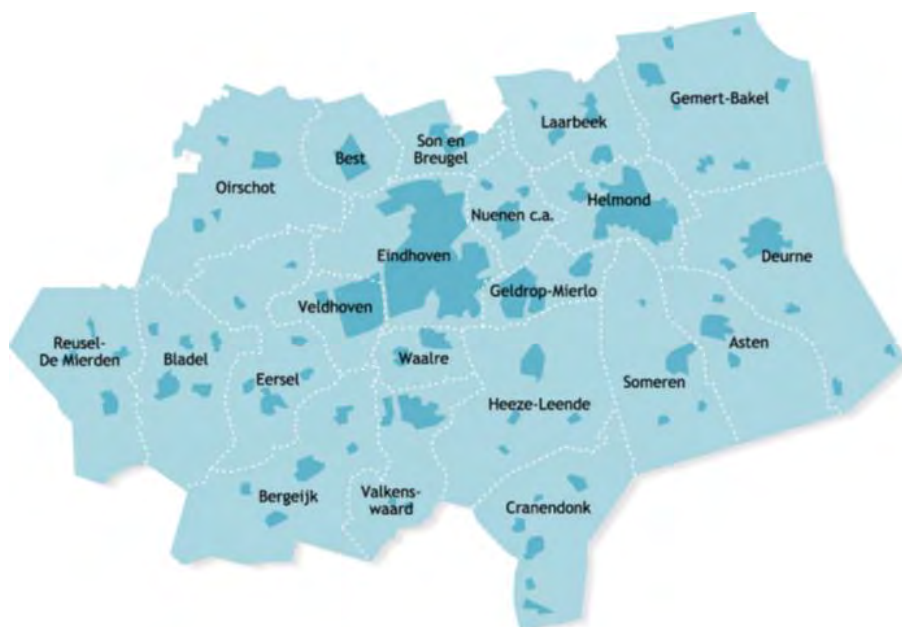 Gemert-Bakel
Laarbeek
Son en
Breugel
Best
Oirschot
Helmond
Nuenen c.a.
Eindhoven
Deurne
Geldrop-Mierlo
Veldhoven
Reusel-
De Mierden
Bladel
Waalre
Asten
Eersel
Someren
Heeze-Leende
Bergeijk
Valkens-
waard
Cranendonk